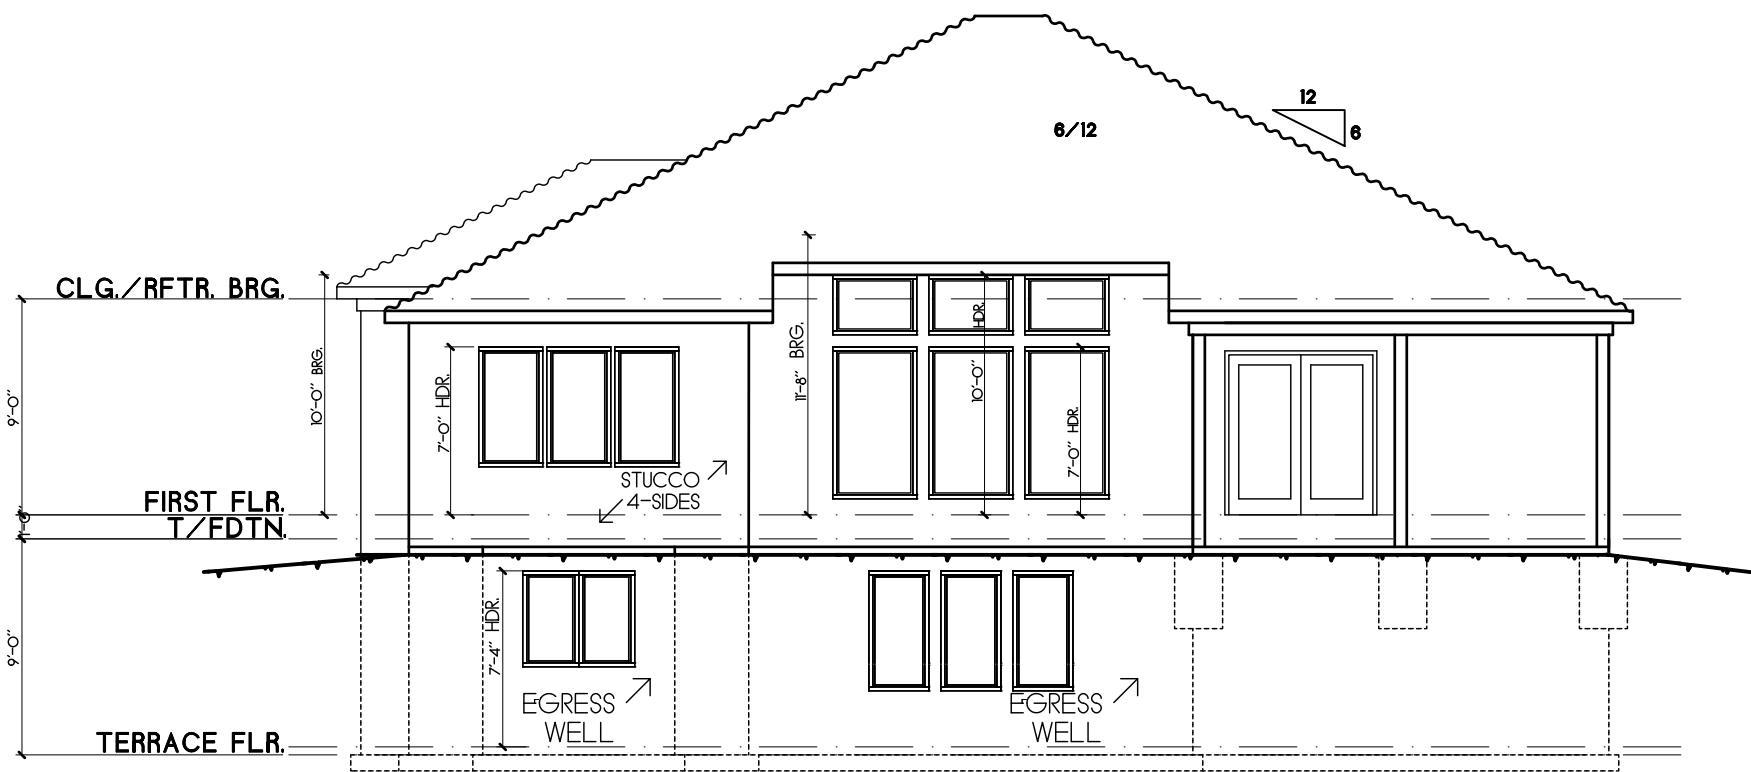 12
6/12
6
CLG./RFTR. BRG.
10'-0" BRG.
11'-8" BRG.
HDR.
10'-0"
7'-0" HDR.
7'-0" HDR.
9'-0"
STUCCO
4-SIDES
FIRST FLR.
1'-0"
T/FDTN.
9'-0"
7'-4" HDR.
EGRESS
WELL
EGRESS
WELL
TERRACE FLR.